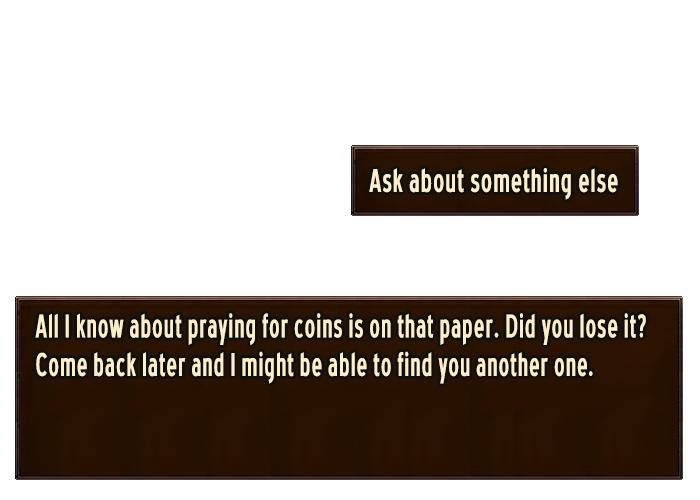 Ask about something else
All I know about praying for coins is on that paper. Did you lose it?
Come back later and I might be able to find you another one.